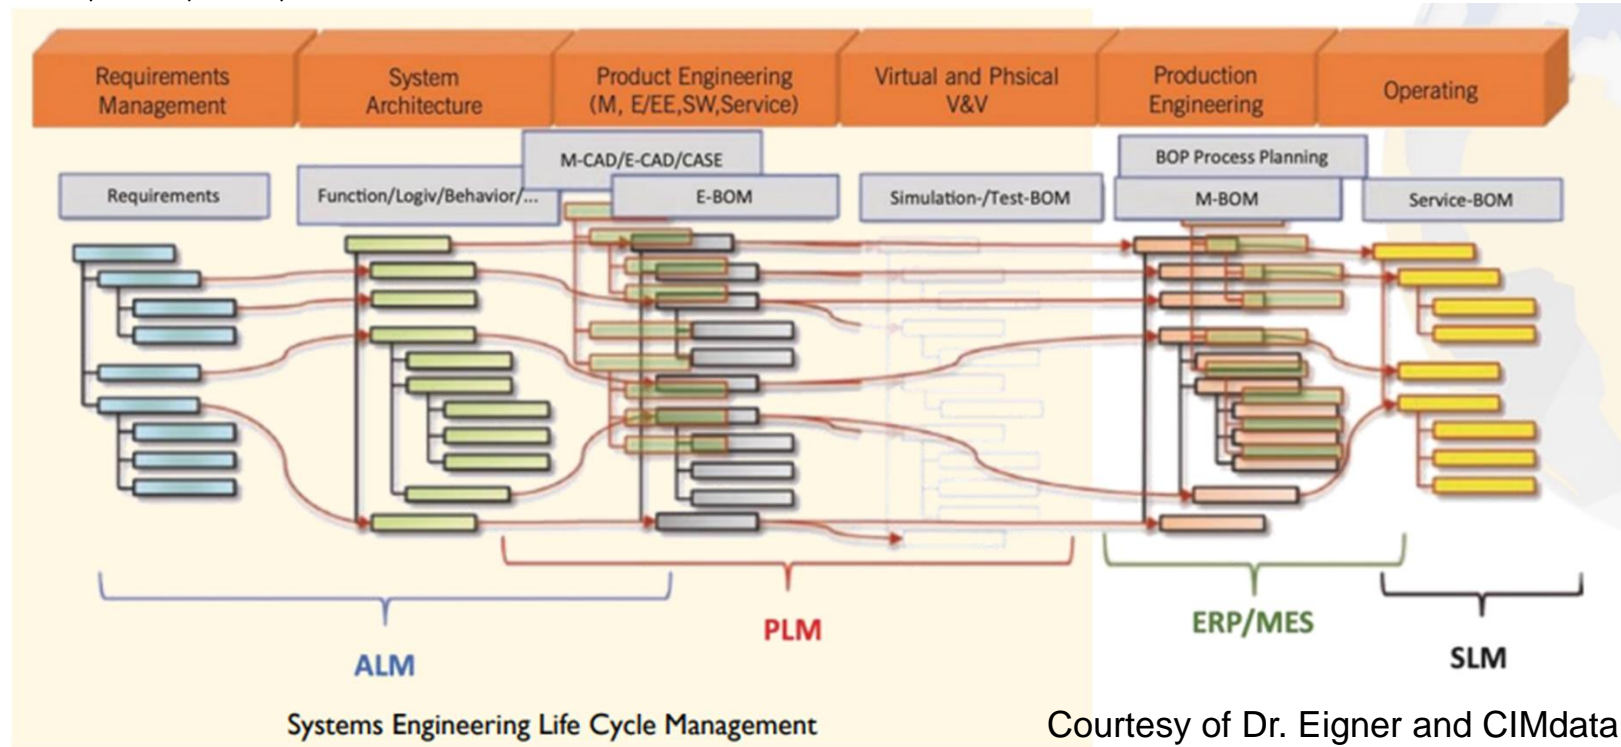 Requirements
Management
System
Architecture
Product Engineering
(M, E/EE,SW,Service)
Virtual and Phsical
V&V
Production
Engineering
Operating
M-CAD/E-CAD/CASE
BOP Process Planning
Requirements
Function/Logiv/Behavior/...
E-BOM
Simulation-/Test-BOM
M-BOM
Service-BOM
PLM
ERP/MES
ALM
SLM
Systems Engineering Life Cycle Management
Courtesy of Dr. Eigner and CIMdata